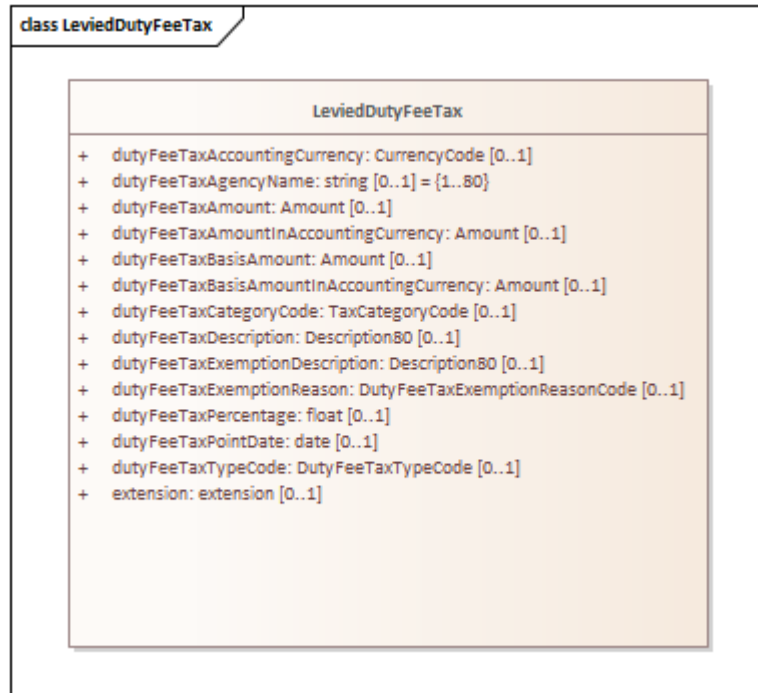 class LeviedDutyFeeTax
LeviedDutyFeeTax
+ dutyFeeTaxAccountingCurrency: CurrencyCode [0..1]
+ dutyFeeTaxAgencyName: string [0..1] = {1..80}
+ dutyFeeTaxAmount: Amount [0..1]
+ dutyFeeTaxAmountInAccountingCurrency: Amount [0..1]
+ dutyFeeTaxBasisAmount: Amount [0..1]
+ dutyFeeTaxBasisAmountInAccountingCurrency: Amount [0..1]
+ dutyFeeTaxCategoryCode: TaxCategoryCode [0..1]
+ dutyFeeTaxDescription: Description80 [0..1]
+ dutyFeeTaxExemptionDescription: Description80 [0..1]
+ dutyFeeTaxExemptionReason: DutyFeeTaxExemptionReasonCode [0..1]
+ dutyFeeTaxPercentage: float [0..1]
+ dutyFeeTaxPointDate: date [0..1]
+ dutyFeeTaxTypeCode: DutyFeeTaxTypeCode [0..1]
+ extension: extension [0..1]